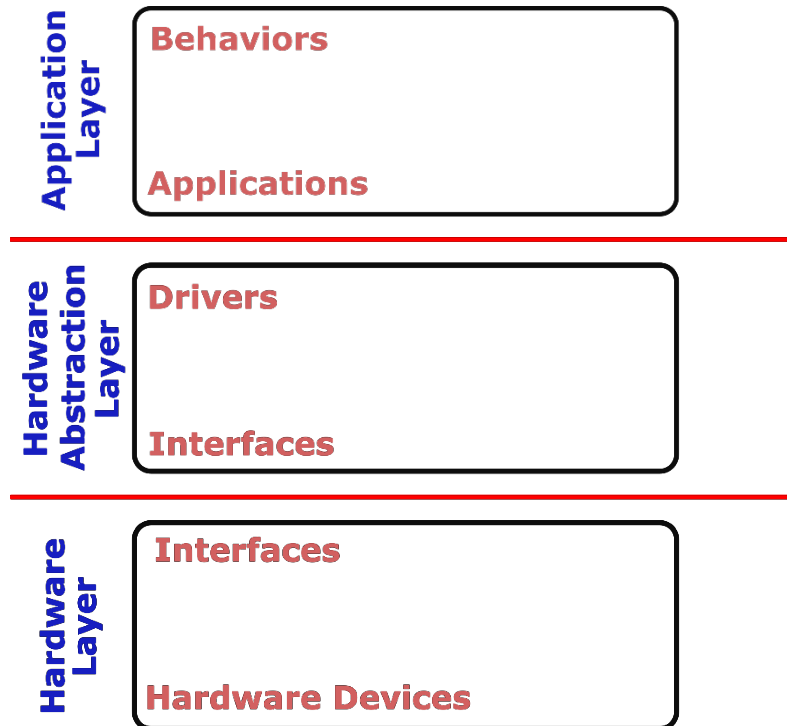 Application
Layer
Behaviors
Applications
Hardware
Abstraction
Layer
Drivers
Interfaces
Hardware
Layer
Interfaces
Hardware Devices